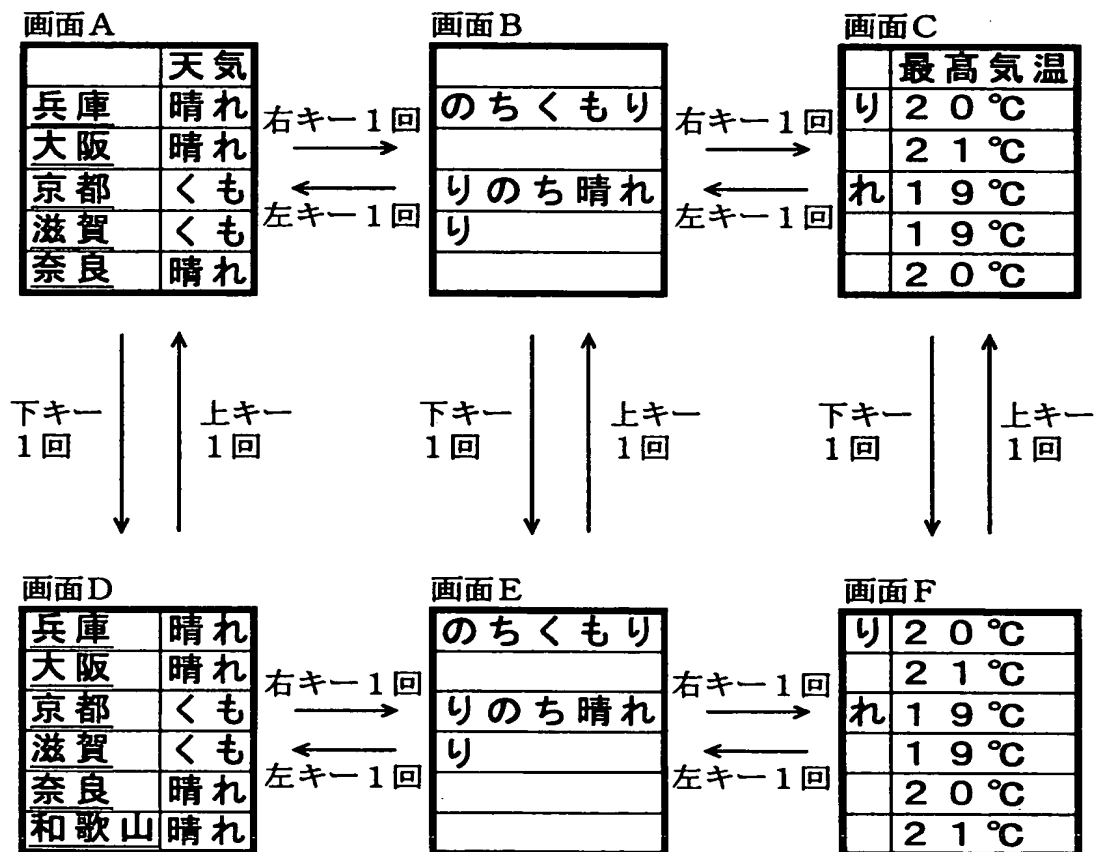 画面A
天気
兵庫 晴れ
大阪 晴れ
京都 くも
滋賀 くも
奈良 晴れ
右キー1回
左キー1回
画面B
のちくもり
りのち晴れ
り
右キー1回
左キー1回
画面C
最高気温
り 20℃
21℃
れ 19℃
19℃
20℃
下キー
1回
上キー
1回
下キー
1回
上キー
1回
下キー
1回
上キー
1回
画面D
兵庫 晴れ
大阪 晴れ
京都 くも
滋賀 くも
奈良 晴れ
和歌山 晴れ
右キー1回
左キー1回
画面E
のちくもり
りのち晴れ
り
右キー1回
左キー1回
画面F
り 20℃
21℃
れ 19℃
19℃
20℃
21℃